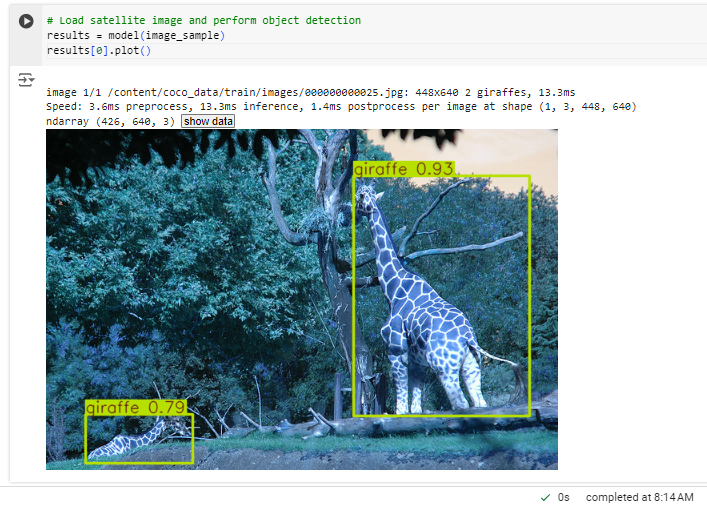 # Load satellite image and perform object detection
results = model(image_sample)
results[0].plot()
image 1/1 /content/coco_data/train/images/000000000025.jpg: 448x640 2 giraffes, 13.3ms
Speed: 3.6ms preprocess, 13.3ms inference, 1.4ms postprocess per image at shape (1, 3, 448, 640)
ndarray (426, 640, 3) show data
giraffe 0.93
giraffe 0.79
0s completed at 8:14 AM